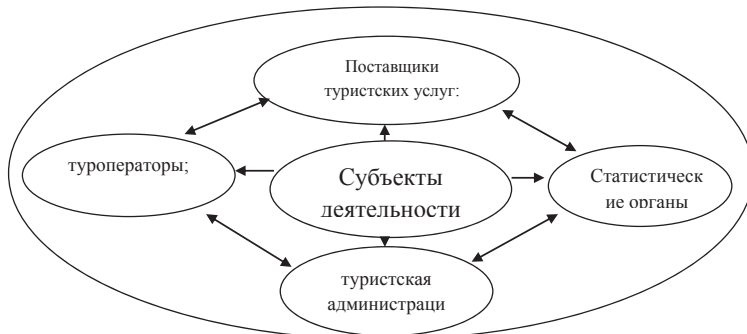 Поставщики
туристских услуг:
туроператоры;
Субъекты
деятельности
Статистическ
ие органы
туристская
администраци